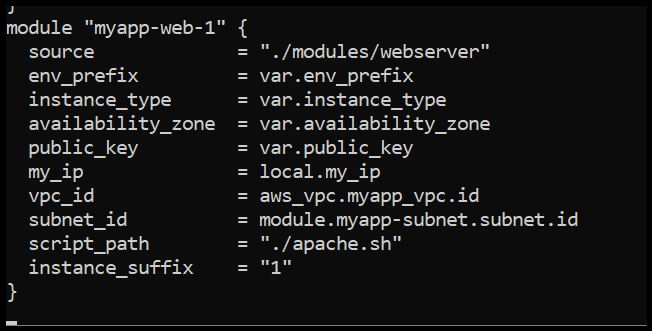 }
module "myapp-web-1" {
  source            = "./modules/webserver"
  env_prefix        = var.env_prefix
  instance_type     = var.instance_type
  availability_zone = var.availability_zone
  public_key        = var.public_key
  my_ip             = local.my_ip
  vpc_id            = aws_vpc.myapp_vpc.id
  subnet_id         = module.myapp-subnet.subnet.id
  script_path       = "./apache.sh"
  instance_suffix   = "1"
}